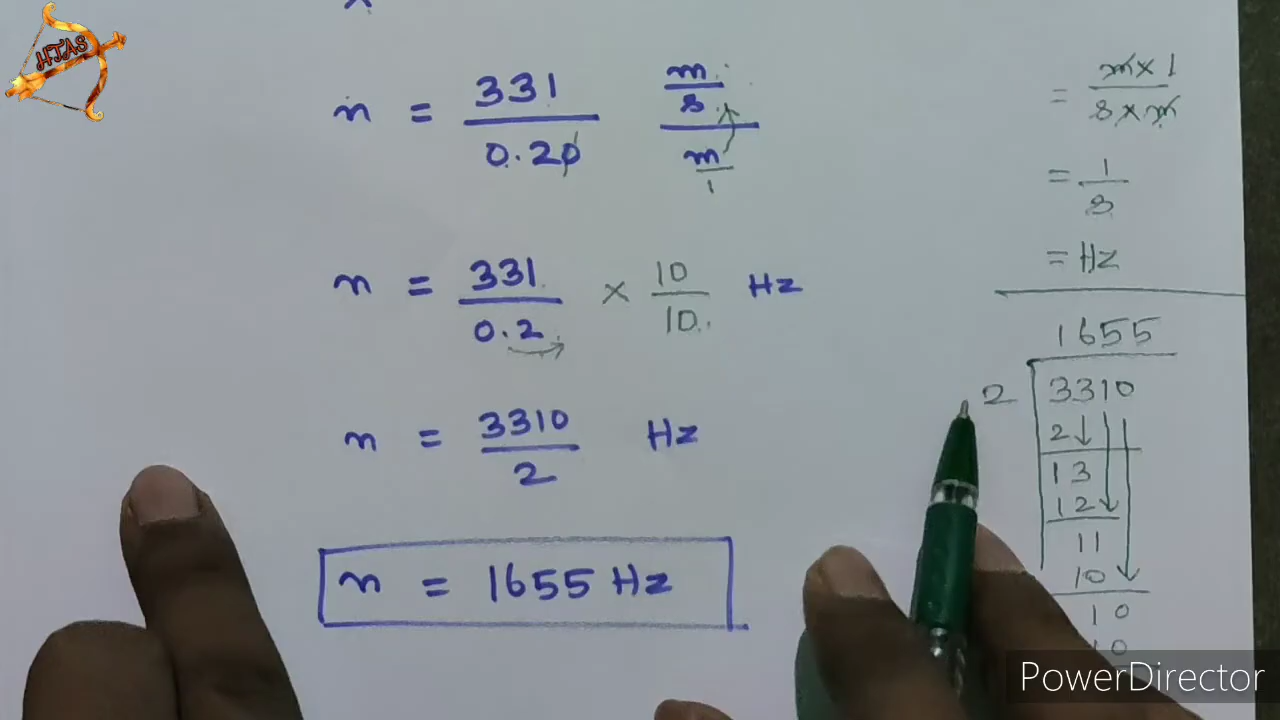 HTAS
n = 331 / 0.20 m/s / m/1
n = 331 / 0.2 × 10 / 10 Hz
n = 3310 / 2 Hz
n = 1655 Hz
= m × 1 / s × m
= 1 / s
= Hz
1655
2 3310
2
13
12
11
10
10
10
PowerDirector